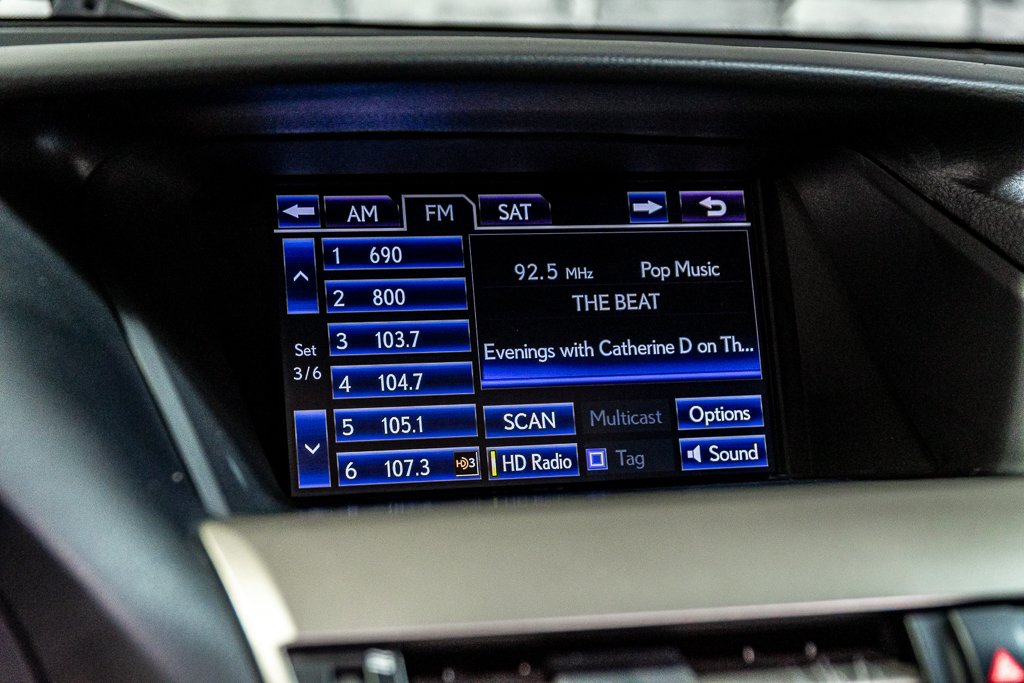 AM FM SAT
1 690
2 800
3 103.7
4 104.7
5 105.1
6 107.3 HD3
Set
3/6
92.5 MHz Pop Music
THE BEAT
Evenings with Catherine D on Th...
SCAN Multicast Options
HD Radio Tag Sound